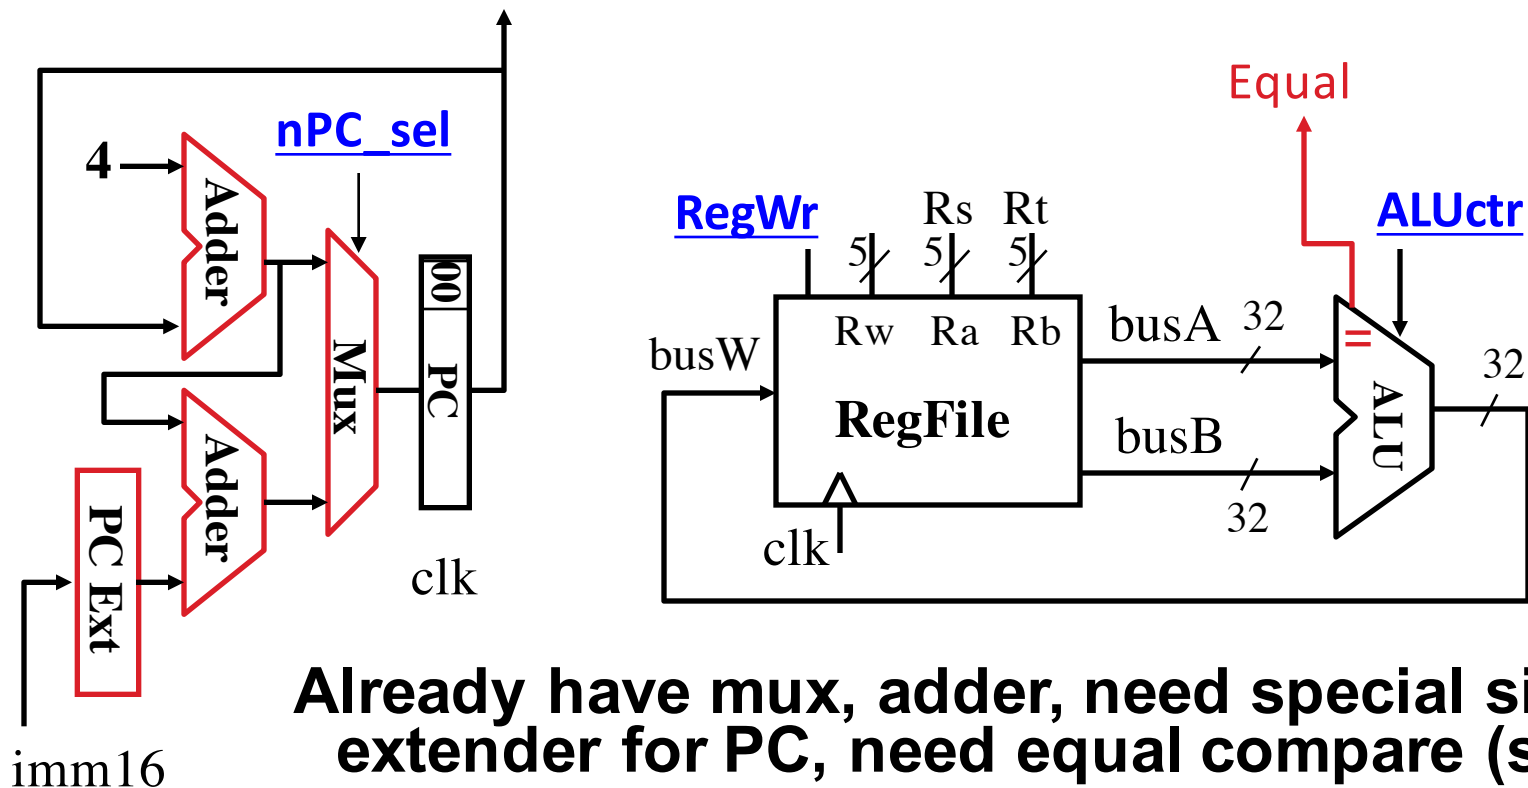 Equal
nPC_sel
4
Adder
RegWr
Rs Rt
ALUctr
5 5 5
00
Mux
PC
busW
Rw Ra Rb
busA 32
=
32
RegFile
ALU
busB
32
Adder
PC Ext
clk
clk
imm16
Already have mux, adder, need special si
extender for PC, need equal compare (s